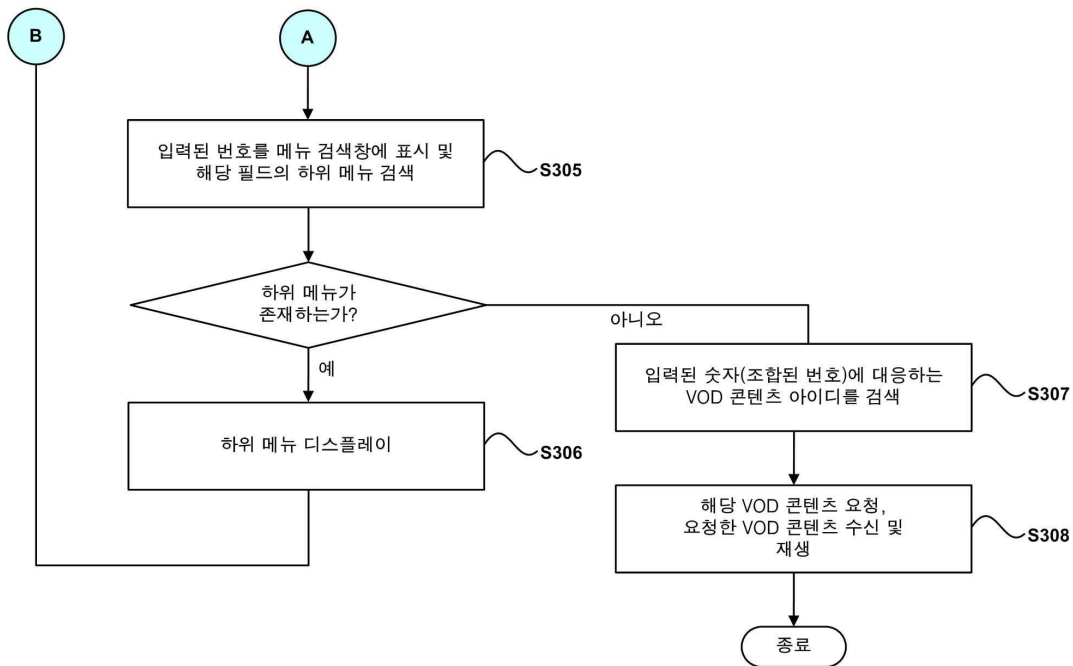 B
A
입력된 번호를 메뉴 검색창에 표시 및
해당 필드의 하위 메뉴 검색
S305
하위 메뉴가
존재하는가?
아니오
예
입력된 숫자(조합된 번호)에 대응하는
VOD 콘텐츠 아이디를 검색
S307
하위 메뉴 디스플레이
S306
해당 VOD 콘텐츠 요청,
요청한 VOD 콘텐츠 수신 및
재생
S308
종료